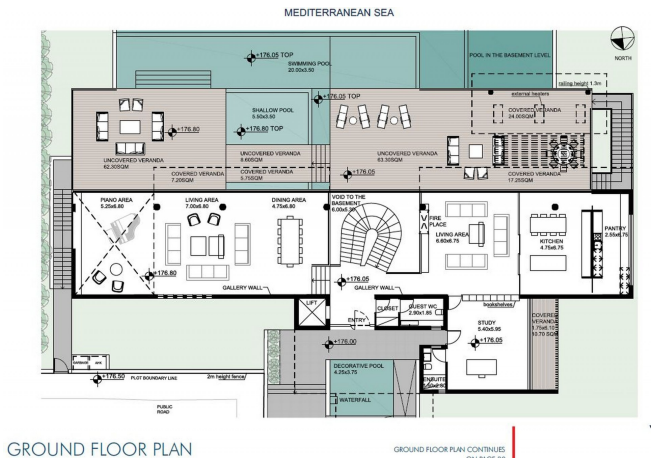 MEDITERRANEAN SEA
+176.05 TOP
SWIMMING POOL
20.00x3.50
POOL IN THE BASEMENT LEVEL
NORTH
railing height 1.3m
external heaters
+176.05 TOP
SHALLOW POOL
5.50x3.50
COVERED VERANDA
24.00SQM
+176.80
+176.80 TOP
UNCOVERED VERANDA
62.30SQM
UNCOVERED VERANDA
8.60SQM
UNCOVERED VERANDA
63.30SQM
COVERED VERANDA
7.20SQM
COVERED VERANDA
5.75SQM
+176.05
COVERED VERANDA
17.25SQM
PIANO AREA
5.25x6.80
LIVING AREA
7.00x6.80
DINING AREA
4.75x6.80
VOID TO THE
BASEMENT
6.00x5.30
FIRE
PLACE
LIVING AREA
6.60x6.75
KITCHEN
4.75x6.75
PANTRY
2.55x6.75
+176.80
+176.05
GALLERY WALL
GALLERY WALL
LIFT
CLOSET
GUEST WC
2.90x1.85
bookshelves
ENTRY
STUDY
5.40x5.95
COVERED
VERANDA
+176.00
+176.05
DECORATIVE POOL
4.25x3.75
ENSUITE
WATERFALL
+176.50
PLOT BOUNDARY LINE
2m height fence
PUBLIC
ROAD
GROUND FLOOR PLAN
GROUND FLOOR PLAN CONTINUES